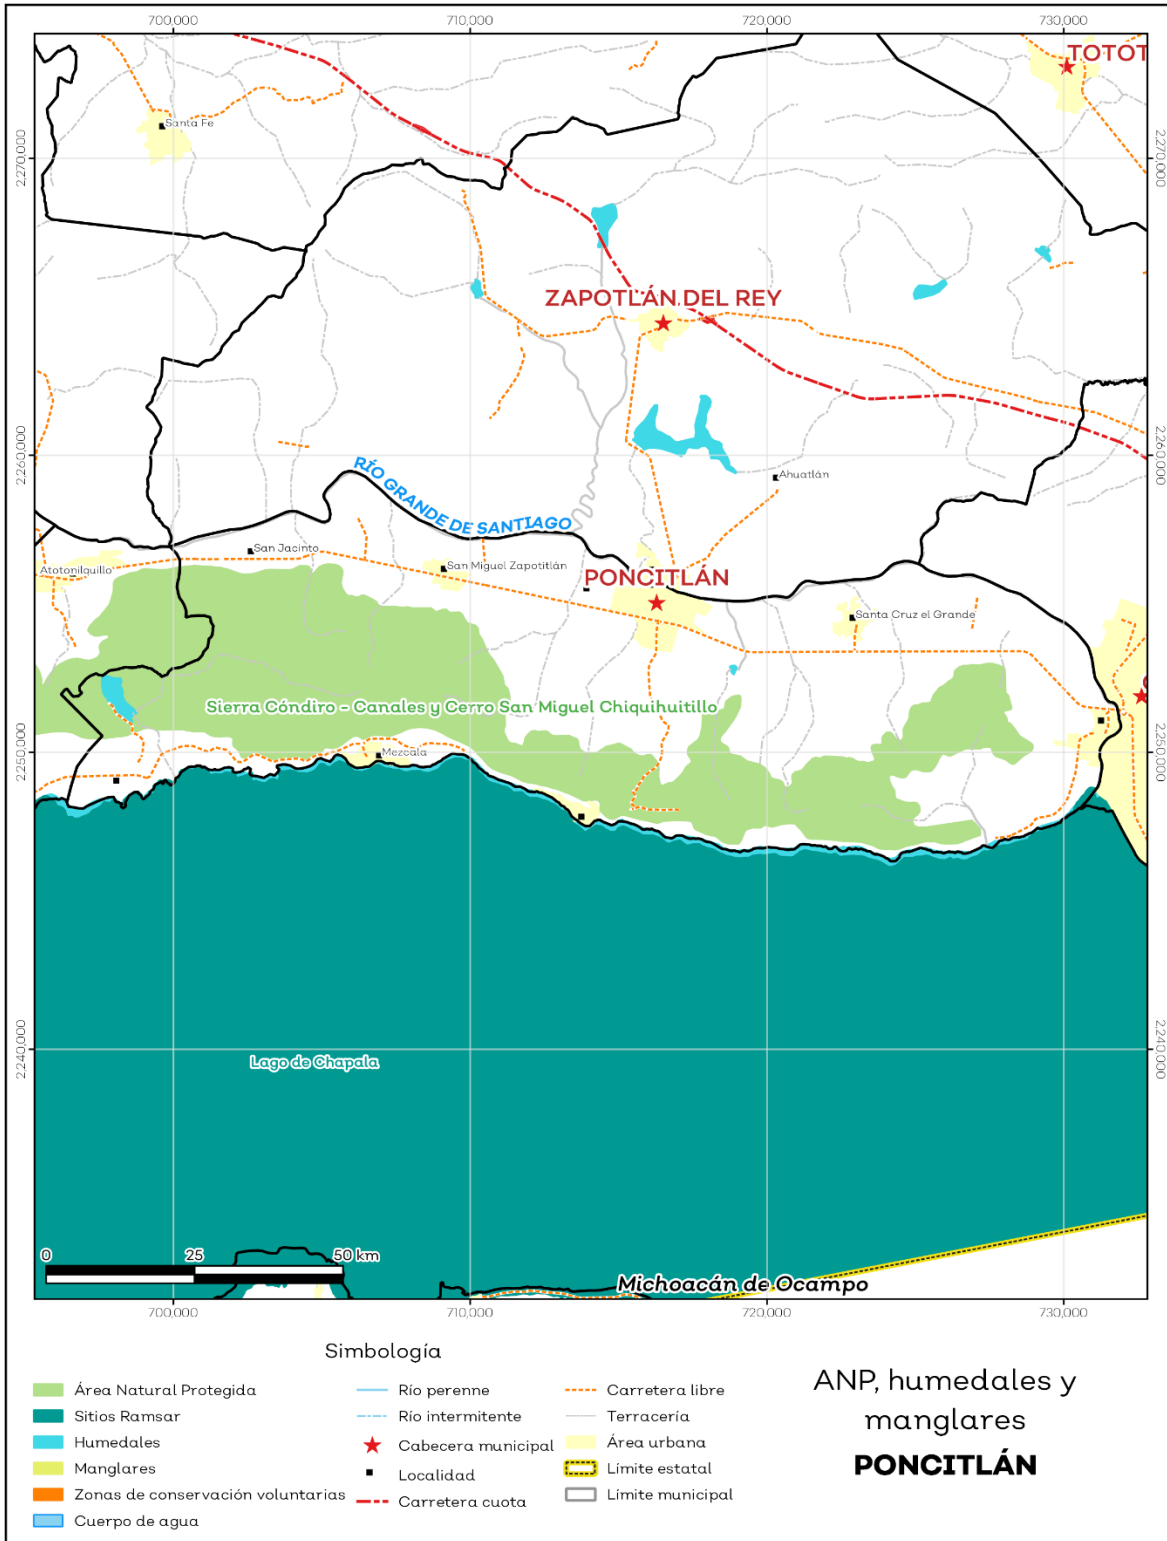 700,000 710,000 720,000 730,000
TOTOT
Santa Fe
2,270,000 2,270,000
ZAPOTLÁN DEL REY
2,260,000 2,260,000
RÍO GRANDE DE SANTIAGO
Ahuatlán
San Jacinto
Atotonilquillo
San Miguel Zapotitlán
PONCITLÁN
Santa Cruz el Grande
Sierra Cóndiro - Canales y Cerro San Miguel Chiquihuitillo
2,250,000 2,250,000
Mezcala
2,240,000 2,240,000
Lago de Chapala
0 25 50 km
Michoacán de Ocampo
700,000 710,000 720,000 730,000
Simbología
Área Natural Protegida
Sitios Ramsar
Humedales
Manglares
Zonas de conservación voluntarias
Cuerpo de agua
Río perenne
Río intermitente
Cabecera municipal
Localidad
Carretera cuota
Carretera libre
Terracería
Área urbana
Límite estatal
Límite municipal
ANP, humedales y
manglares
PONCITLÁN